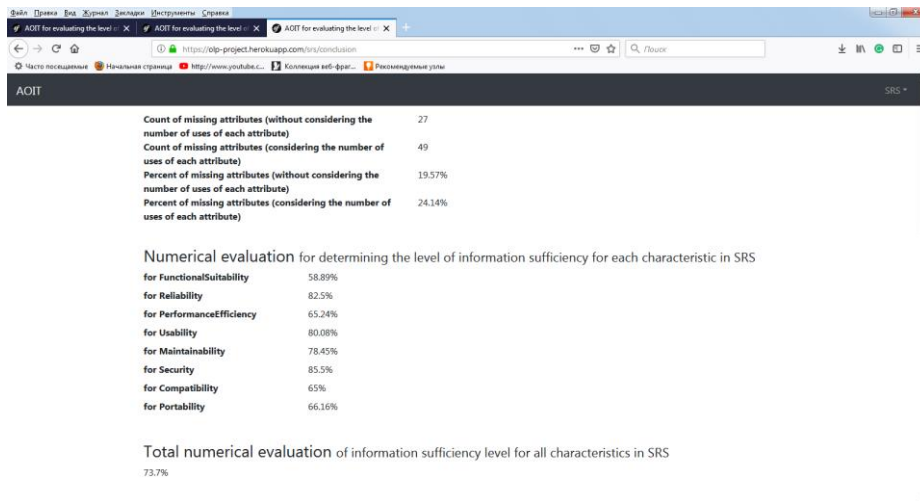 Файл Правка Вид Журнал Закладки Инструменты Справка
AOIT for evaluating the level of AOIT for evaluating the level of AOIT for evaluating the level of
https://olp-project.herokuapp.com/srs/conclusion
Поиск
Часто посещаемые Начальная страница http://www.youtube.c... Коллекция веб-фраг... Рекомендуемые узлы
AOIT SRS
Count of missing attributes (without considering the 27
number of uses of each attribute)
Count of missing attributes (considering the number of 49
uses of each attribute)
Percent of missing attributes (without considering the 19.57%
number of uses of each attribute)
Percent of missing attributes (considering the number of 24.14%
uses of each attribute)
Numerical evaluation for determining the level of information sufficiency for each characteristic in SRS
for FunctionalSuitability 58.89%
for Reliability 82.5%
for PerformanceEfficiency 65.24%
for Usability 80.08%
for Maintainability 78.45%
for Security 85.5%
for Compatibility 65%
for Portability 66.16%
Total numerical evaluation of information sufficiency level for all characteristics in SRS
73.7%